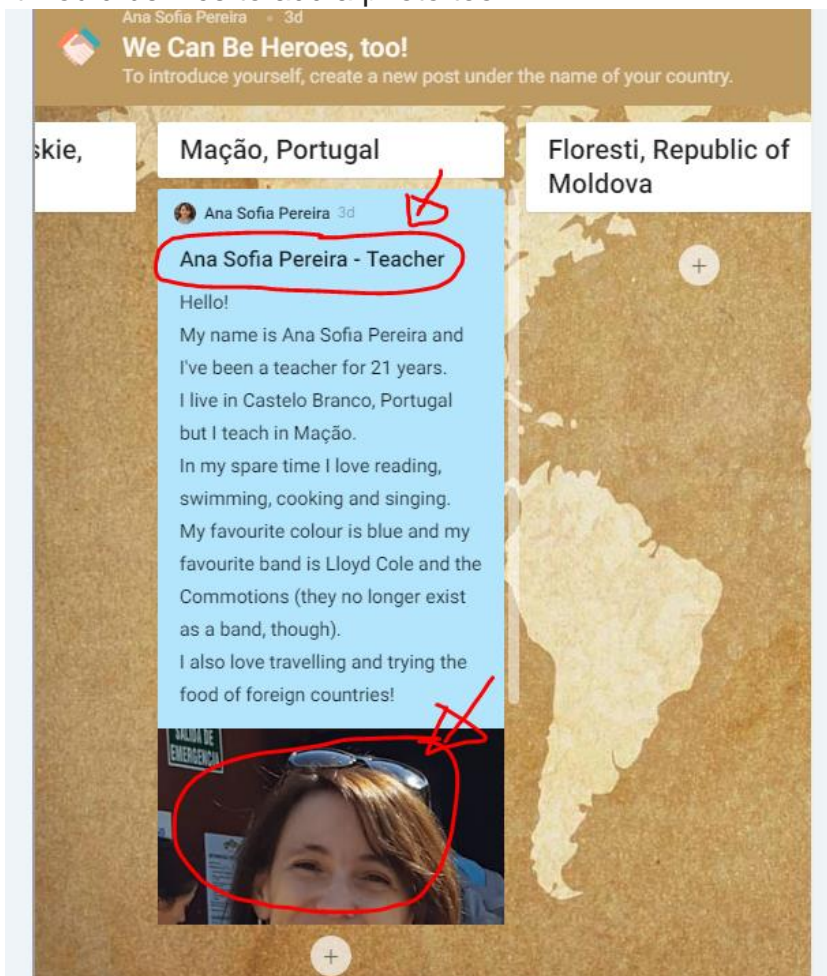 Ana Sofia Pereira • 3d
We Can Be Heroes, too!
To introduce yourself, create a new post under the name of your country.
skie,
Mação, Portugal
Floresti, Republic of
Moldova
Ana Sofia Pereira 3d
Ana Sofia Pereira - Teacher
Hello!
My name is Ana Sofia Pereira and
I've been a teacher for 21 years.
I live in Castelo Branco, Portugal
but I teach in Mação.
In my spare time I love reading,
swimming, cooking and singing.
My favourite colour is blue and my
favourite band is Lloyd Cole and the
Commotions (they no longer exist
as a band, though).
I also love travelling and trying the
food of foreign countries!
SALIDA DE
EMERGENCIA